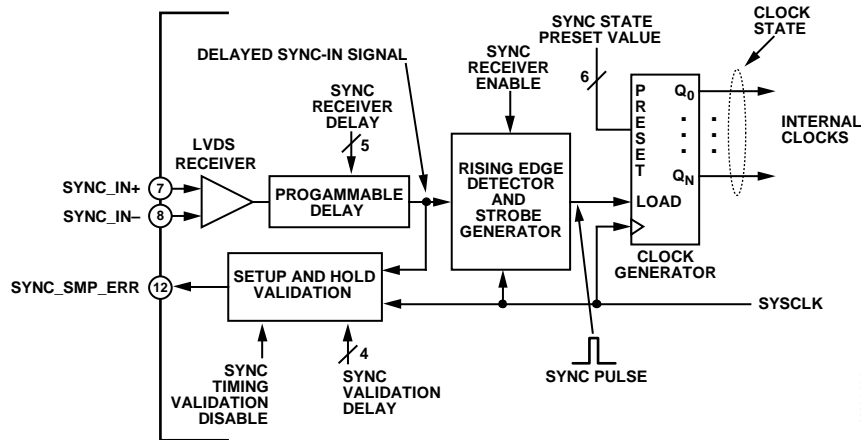 CLOCK
STATE
SYNC STATE
PRESET VALUE
DELAYED SYNC-IN SIGNAL
SYNC
RECEIVER
ENABLE
6
SYNC
RECEIVER
DELAY
5
PRESET
Q0
INTERNAL
CLOCKS
QN
LOAD
CLOCK
GENERATOR
LVDS
RECEIVER
RISING EDGE
DETECTOR
AND
STROBE
GENERATOR
SYNC_IN+
7
PROGAMMABLE
DELAY
SYNC_IN–
8
SYNC_SMP_ERR
12
SETUP AND HOLD
VALIDATION
SYSCLK
4
SYNC
TIMING
VALIDATION
DISABLE
SYNC
VALIDATION
DELAY
SYNC PULSE